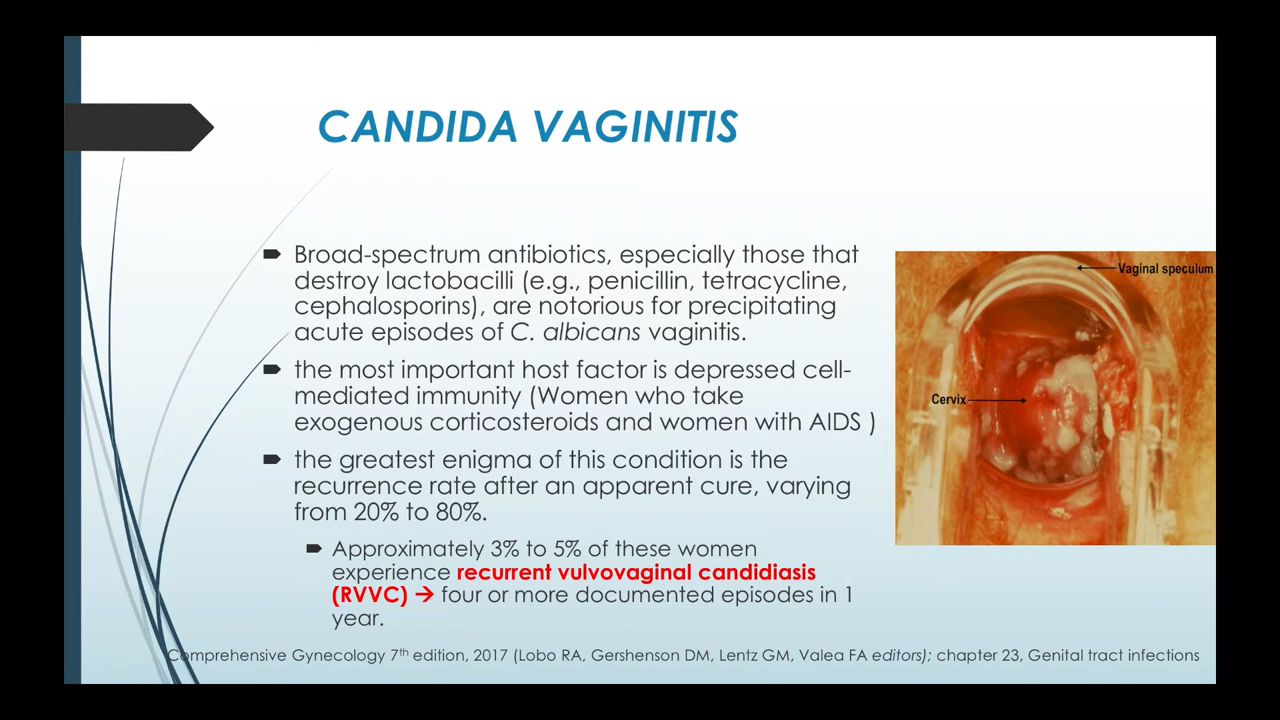 CANDIDA VAGINITIS
Broad-spectrum antibiotics, especially those that
destroy lactobacilli (e.g., penicillin, tetracycline,
cephalosporins), are notorious for precipitating
acute episodes of C. albicans vaginitis.
the most important host factor is depressed cell-
mediated immunity (Women who take
exogenous corticosteroids and women with AIDS )
the greatest enigma of this condition is the
recurrence rate after an apparent cure, varying
from 20% to 80%.
Approximately 3% to 5% of these women
experience recurrent vulvovaginal candidiasis
(RVVC) → four or more documented episodes in 1
year.
Vaginal speculum
Cervix
Comprehensive Gynecology 7th edition, 2017 (Lobo RA, Gershenson DM, Lentz GM, Valea FA editors); chapter 23, Genital tract infections